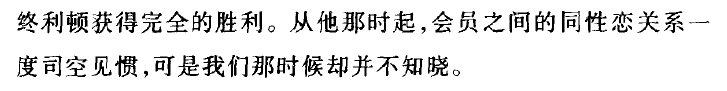 终利顿获得完全的胜利。从他那时起,会员之间的同性恋关系一
度司空见惯,可是我们那时候却并不知晓。